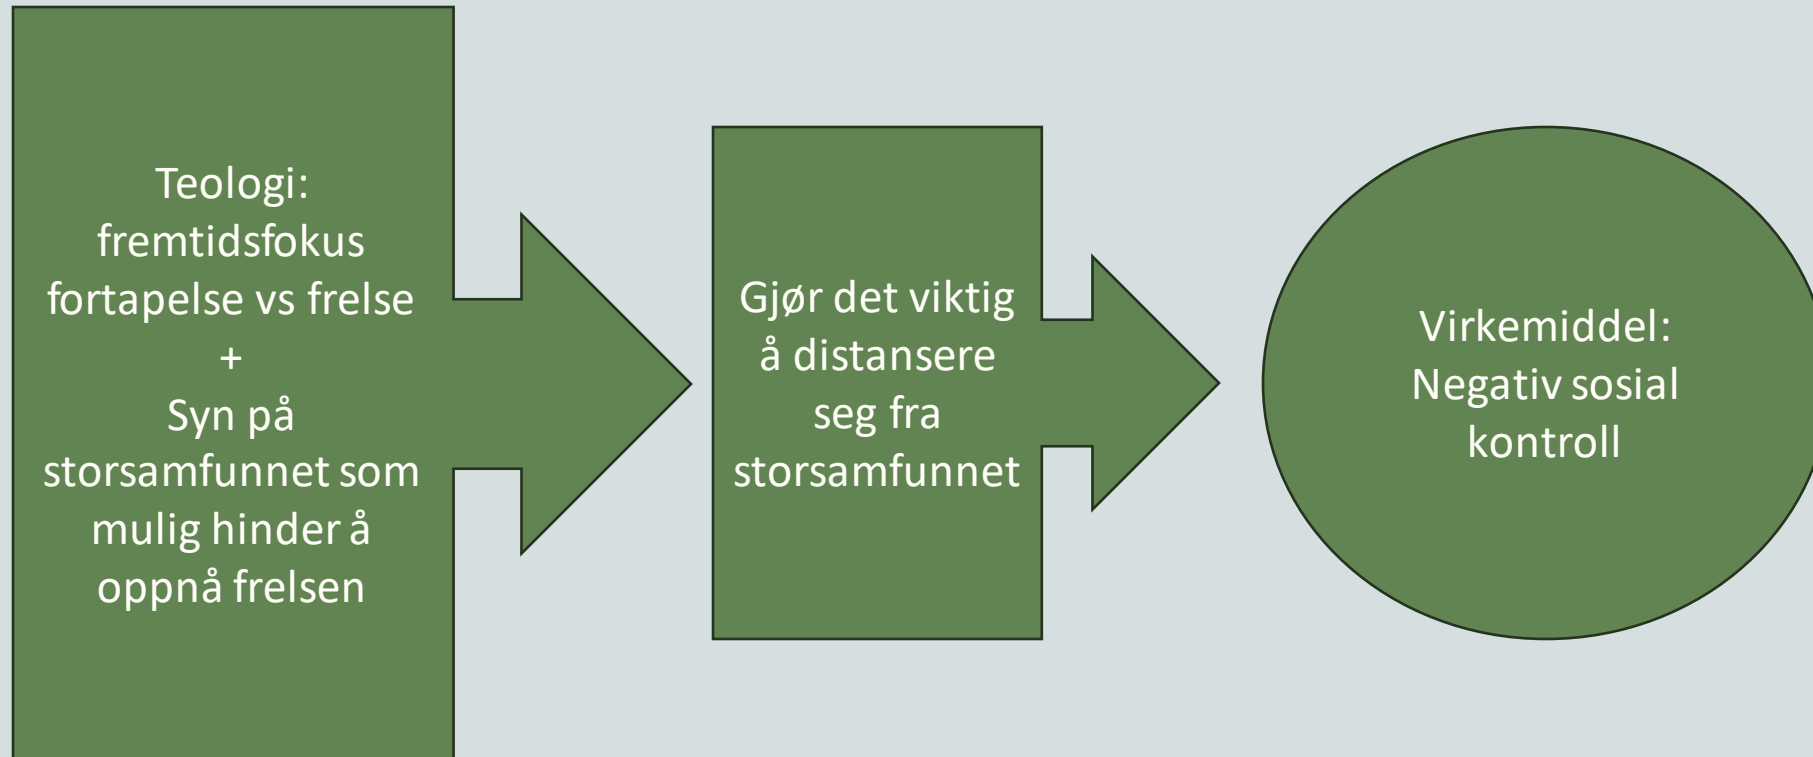 Teologi:
fremtidsfokus
fortapelse vs frelse
+
Syn på
storsamfunnet som
mulig hinder å
oppnå frelsen
Gjør det viktig
å distansere
seg fra
storsamfunnet
Virkemiddel:
Negativ sosial
kontroll